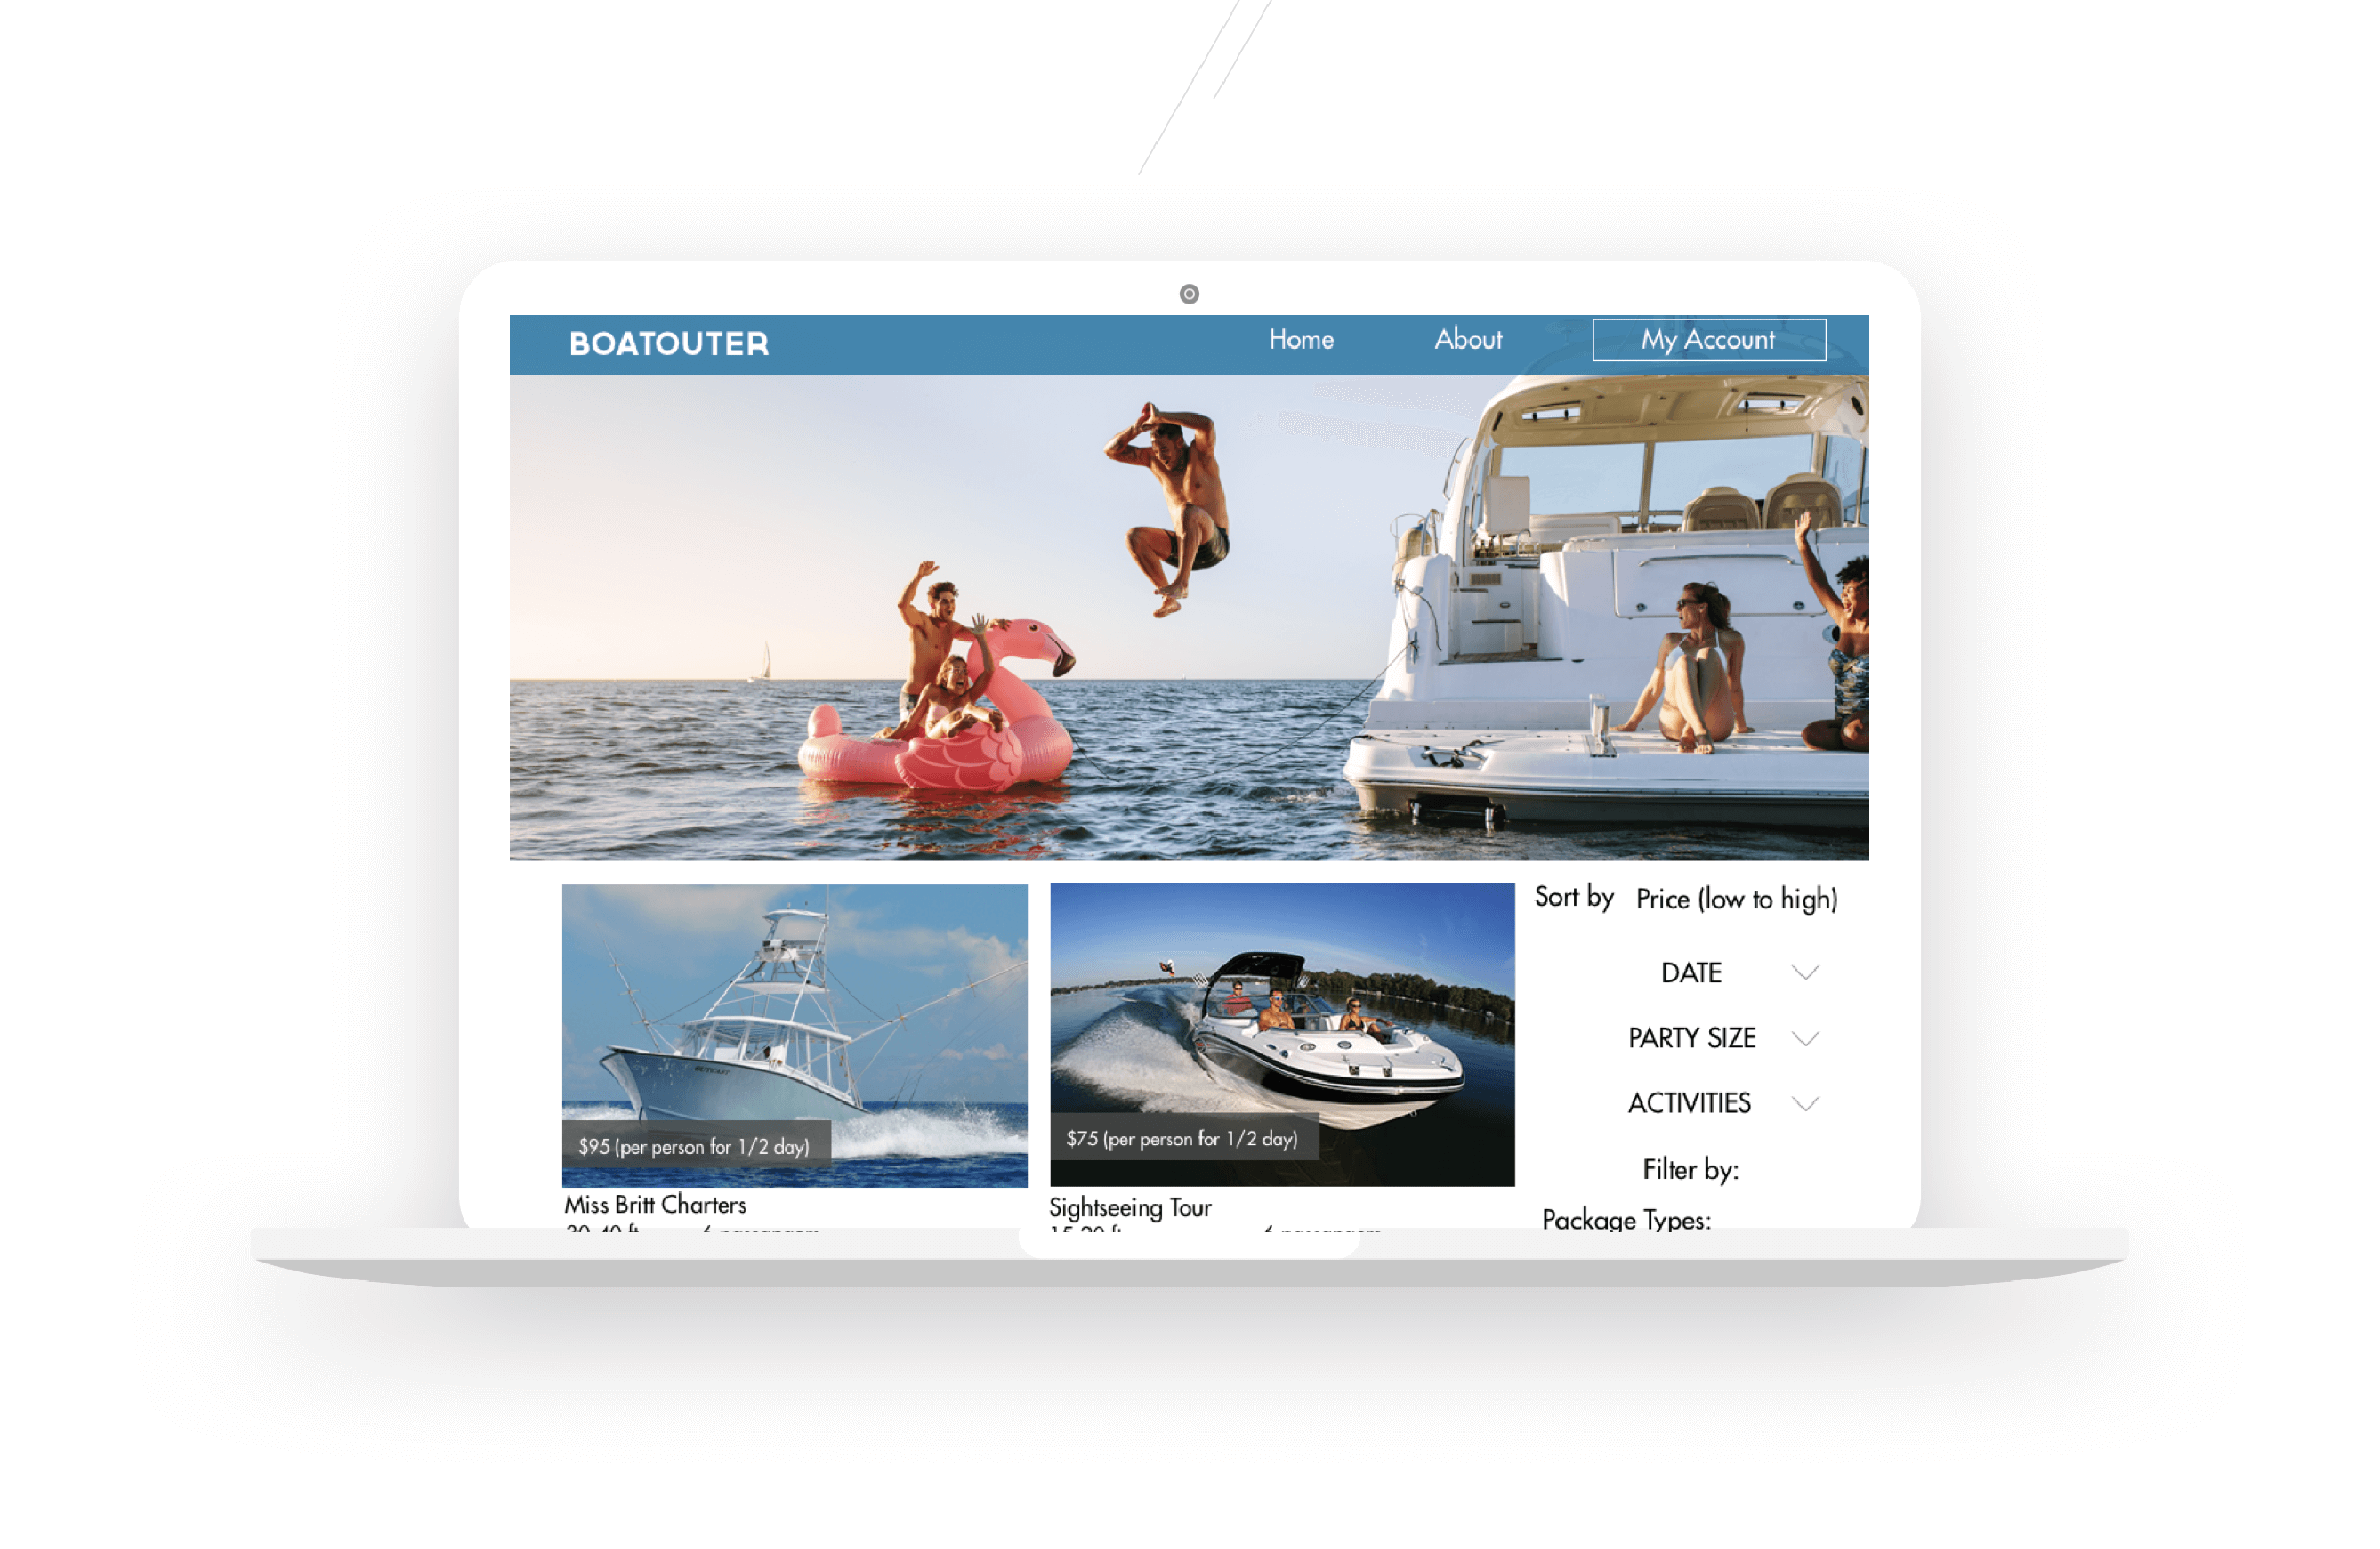 BOATOUTER
Home
About
My Account
$95 (per person for 1/2 day)
Miss Britt Charters
$75 (per person for 1/2 day)
Sightseeing Tour
Sort by Price (low to high)
DATE
PARTY SIZE
ACTIVITIES
Filter by:
Package Types: